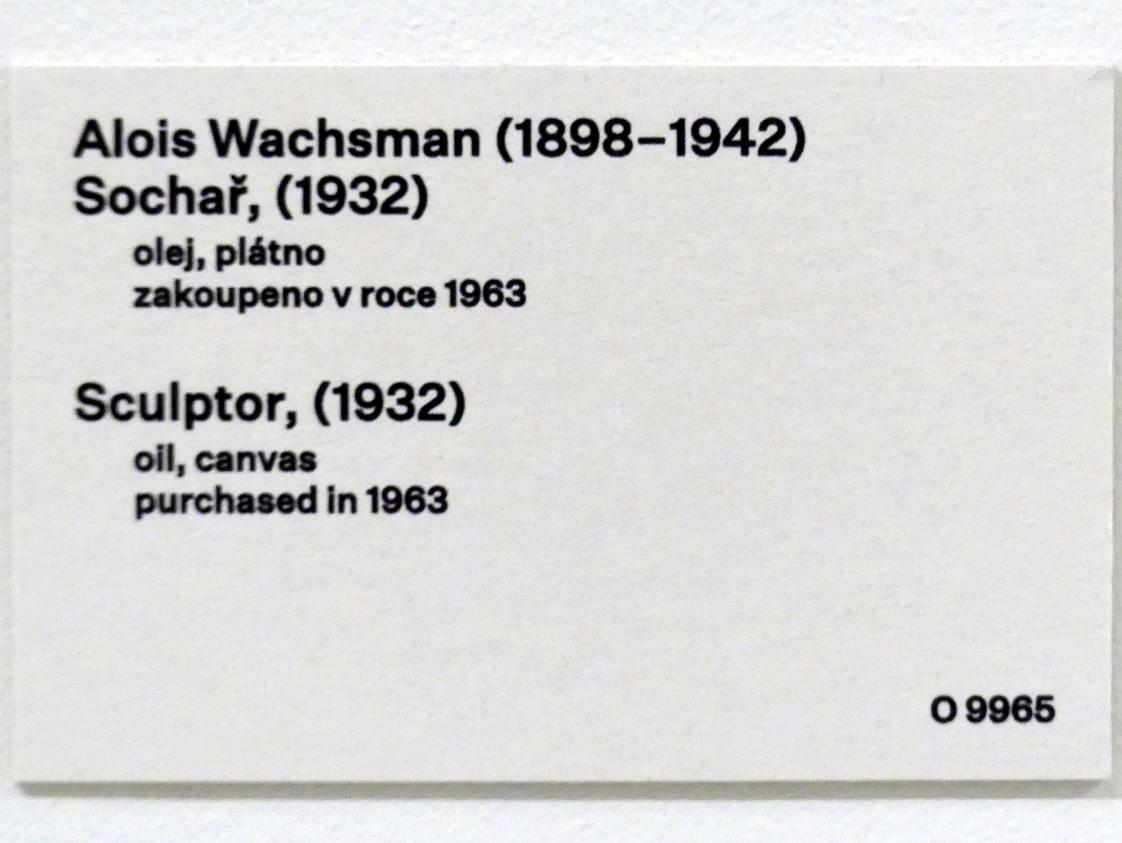 Alois Wachsman (1898–1942)
Sochař, (1932)
olej, plátno
zakoupeno v roce 1963
Sculptor, (1932)
oil, canvas
purchased in 1963
O 9965